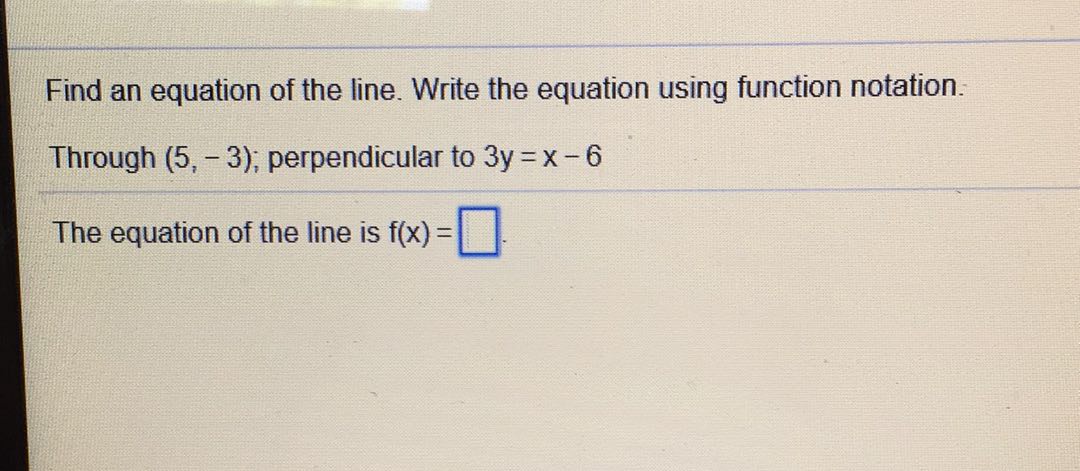 Find an equation of the line. Write the equation using function notation.
Through (5, − 3); perpendicular to 3y = x − 6
The equation of the line is f(x) = .